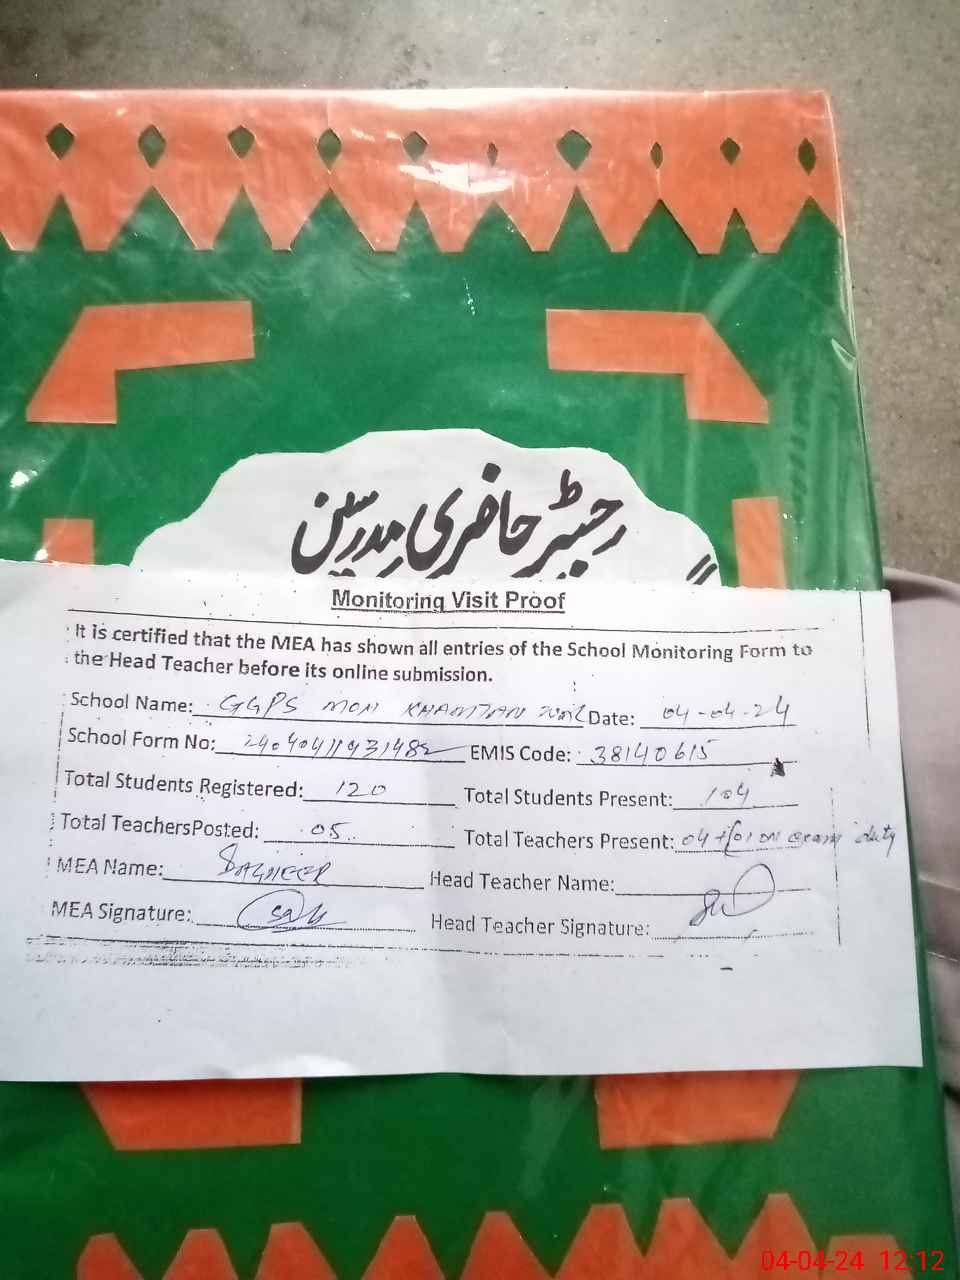 رجسٹر حاضری مدرسین
Monitoring Visit Proof
It is certified that the MEA has shown all entries of the School Monitoring Form to
the Head Teacher before its online submission.
School Name: GGPS MOH Date: 04-04-24
School Form No: EMIS Code: 38140615
Total Students Registered: 120 Total Students Present: 104
Total TeachersPosted: 05 Total Teachers Present: 04 + 01 on exam duty
MEA Name: Head Teacher Name:
MEA Signature: Head Teacher Signature:
04-04-24 12:12